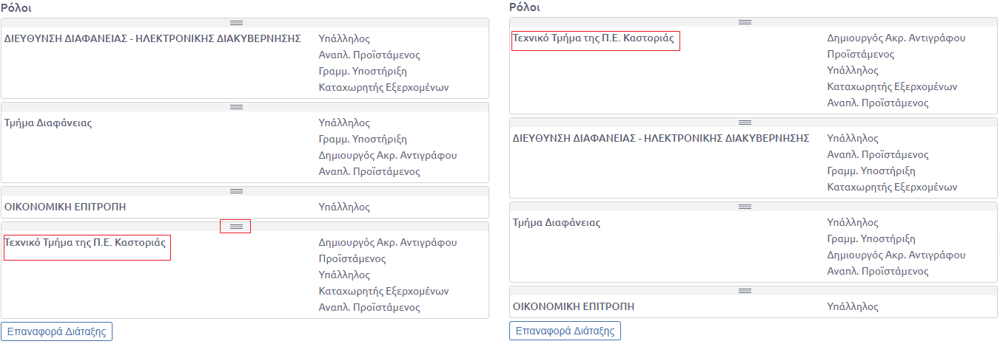 Ρόλοι
ΔΙΕΥΘΥΝΣΗ ΔΙΑΦΑΝΕΙΑΣ - ΗΛΕΚΤΡΟΝΙΚΗΣ ΔΙΑΚΥΒΕΡΝΗΣΗΣ Υπάλληλος
Αναπλ. Προϊστάμενος
Γραμμ. Υποστήριξη
Καταχωρητής Εξερχομένων
Τμήμα Διαφάνειας Υπάλληλος
Γραμμ. Υποστήριξη
Δημιουργός Ακρ. Αντιγράφου
Αναπλ. Προϊστάμενος
ΟΙΚΟΝΟΜΙΚΗ ΕΠΙΤΡΟΠΗ Υπάλληλος
Τεχνικό Τμήμα της Π.Ε. Καστοριάς Δημιουργός Ακρ. Αντιγράφου
Προϊστάμενος
Υπάλληλος
Καταχωρητής Εξερχομένων
Αναπλ. Προϊστάμενος
Επαναφορά Διάταξης
Ρόλοι
Τεχνικό Τμήμα της Π.Ε. Καστοριάς Δημιουργός Ακρ. Αντιγράφου
Προϊστάμενος
Υπάλληλος
Καταχωρητής Εξερχομένων
Αναπλ. Προϊστάμενος
ΔΙΕΥΘΥΝΣΗ ΔΙΑΦΑΝΕΙΑΣ - ΗΛΕΚΤΡΟΝΙΚΗΣ ΔΙΑΚΥΒΕΡΝΗΣΗΣ Υπάλληλος
Αναπλ. Προϊστάμενος
Γραμμ. Υποστήριξη
Καταχωρητής Εξερχομένων
Τμήμα Διαφάνειας Υπάλληλος
Γραμμ. Υποστήριξη
Δημιουργός Ακρ. Αντιγράφου
Αναπλ. Προϊστάμενος
ΟΙΚΟΝΟΜΙΚΗ ΕΠΙΤΡΟΠΗ Υπάλληλος
Επαναφορά Διάταξης